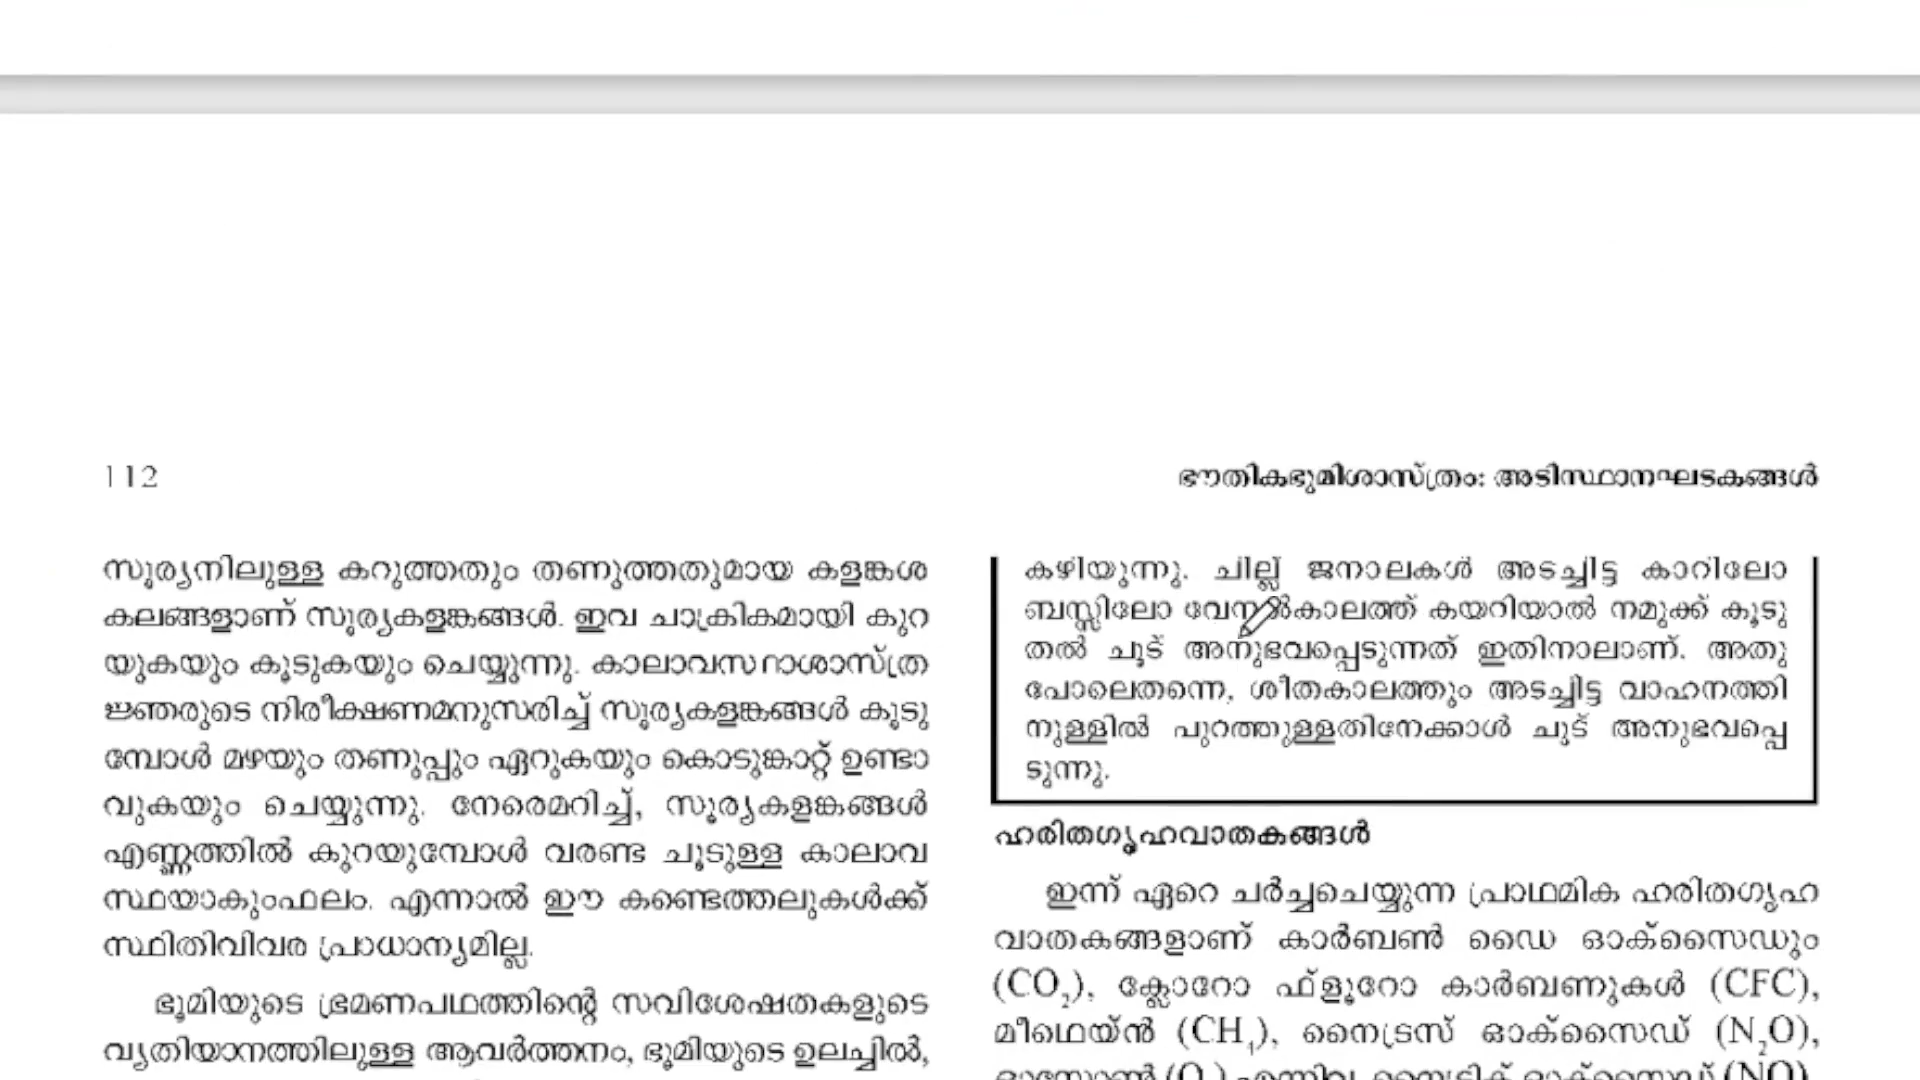 112
ഭൗതികഭൂമിശാസ്ത്രം: അടിസ്ഥാനഘടകങ്ങൾ
സൂര്യനിലുള്ള കറുത്തതും തണുത്തതുമായ കളങ്കശ
കലങ്ങളാണ് സൂര്യകളങ്കങ്ങൾ. ഇവ ചാക്രികമായി കുറ
യുകയും കൂടുകയും ചെയ്യുന്നു. കാലാവസ്ഥാശാസ്ത്ര
ജ്ഞരുടെ നിരീക്ഷണമനുസരിച്ച് സൂര്യകളങ്കങ്ങൾ കൂടു
മ്പോൾ മഴയും തണുപ്പും ഏറുകയും കൊടുങ്കാറ്റ് ഉണ്ടാ
വുകയും ചെയ്യുന്നു. നേരെമറിച്ച്, സൂര്യകളങ്കങ്ങൾ
എണ്ണത്തിൽ കുറയുമ്പോൾ വരണ്ട ചൂടുള്ള കാലാവ
സ്ഥയാകുംഫലം. എന്നാൽ ഈ കണ്ടെത്തലുകൾക്ക്
സ്ഥിതിവിവര പ്രാധാന്യമില്ല.
ഭൂമിയുടെ ഭ്രമണപഥത്തിന്റെ സവിശേഷതകളുടെ
വ്യതിയാനത്തിലുള്ള ആവർത്തനം, ഭൂമിയുടെ ഉലച്ചിൽ,
കഴിയുന്നു. ചില്ല് ജനാലകൾ അടച്ചിട്ട കാറിലോ
ബസ്സിലോ വേനൽകാലത്ത് കയറിയാൽ നമുക്ക് കൂടു
തൽ ചൂട് അനുഭവപ്പെടുന്നത് ഇതിനാലാണ്. അതു
പോലെതന്നെ, ശീതകാലത്തും അടച്ചിട്ട വാഹനത്തി
നുള്ളിൽ പുറത്തുള്ളതിനേക്കാൾ ചൂട് അനുഭവപ്പെ
ടുന്നു.
ഹരിതഗൃഹവാതകങ്ങൾ
ഇന്ന് ഏറെ ചർച്ചചെയ്യുന്ന പ്രാഥമിക ഹരിതഗൃഹ
വാതകങ്ങളാണ് കാർബൺ ഡൈ ഓക്സൈഡും
(CO₂), ക്ലോറോ ഫ്ളൂറോ കാർബണുകൾ (CFC),
മീഥെയ്ൻ (CH₄), നൈട്രസ് ഓക്സൈഡ് (N₂O),
ഓസോൺ (O₃) എന്നിവ. നൈട്രിക് ഓക്സൈഡ് (NO),